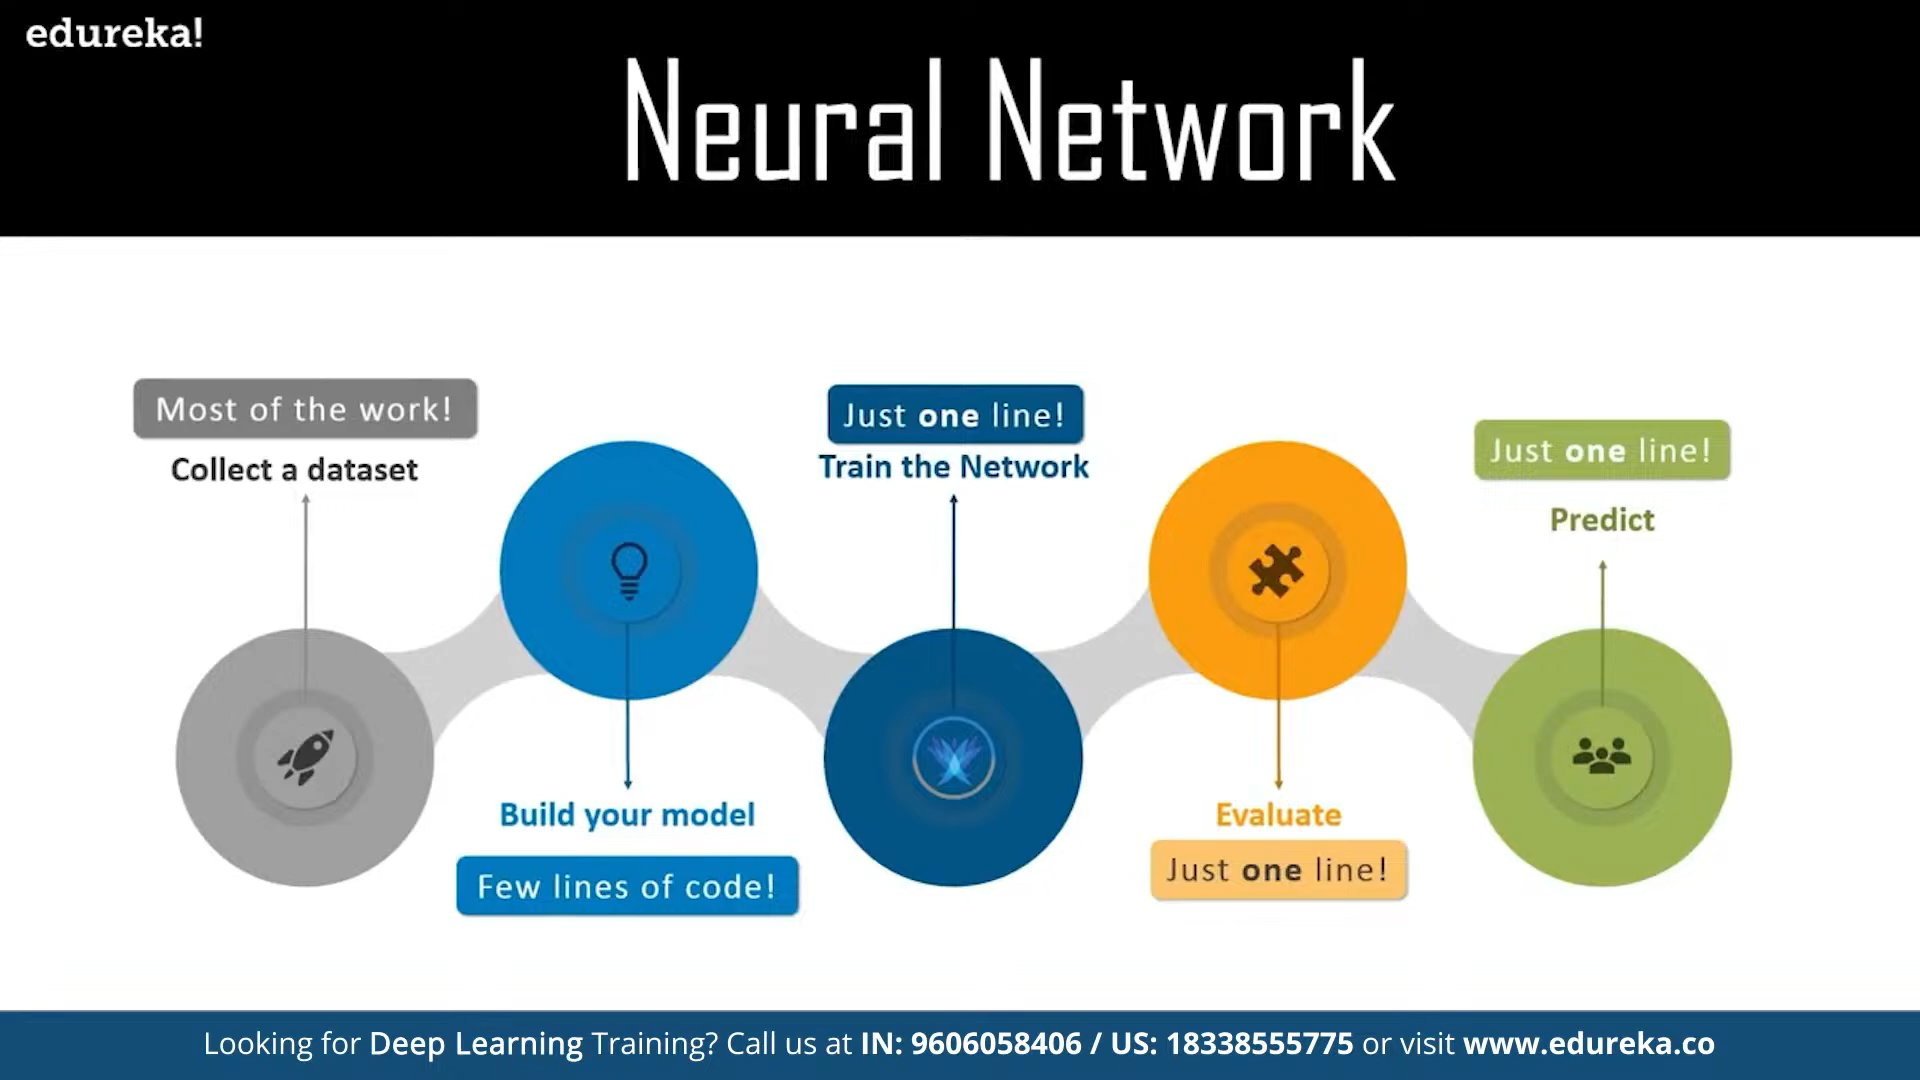 edureka!
Neural Network
Most of the work!
Collect a dataset
Build your model
Few lines of code!
Just one line!
Train the Network
Evaluate
Just one line!
Just one line!
Predict
Looking for Deep Learning Training? Call us at IN: 9606058406 / US: 18338555775 or visit www.edureka.co